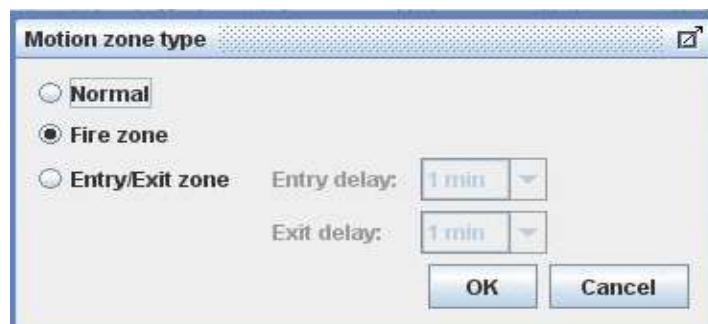 Motion zone type
Normal
Fire zone
Entry/Exit zone Entry delay: 1 min
Exit delay: 1 min
OK Cancel